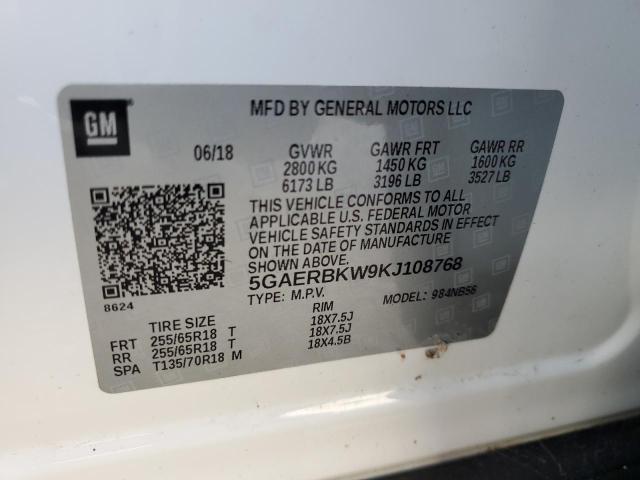 GM
MFD BY GENERAL MOTORS LLC
06/18 GVWR GAWR FRT GAWR RR
2800 KG 1450 KG 1600 KG
6173 LB 3196 LB 3527 LB
THIS VEHICLE CONFORMS TO ALL
APPLICABLE U.S. FEDERAL MOTOR
VEHICLE SAFETY STANDARDS IN EFFECT
ON THE DATE OF MANUFACTURE
SHOWN ABOVE.
5GAERBKW9KJ108768
TYPE: M.P.V. MODEL: 984NB56
8624
TIRE SIZE RIM
FRT 255/65R18 T 18X7.5J
RR 255/65R18 T 18X7.5J
SPA T135/70R18 M 18X4.5B